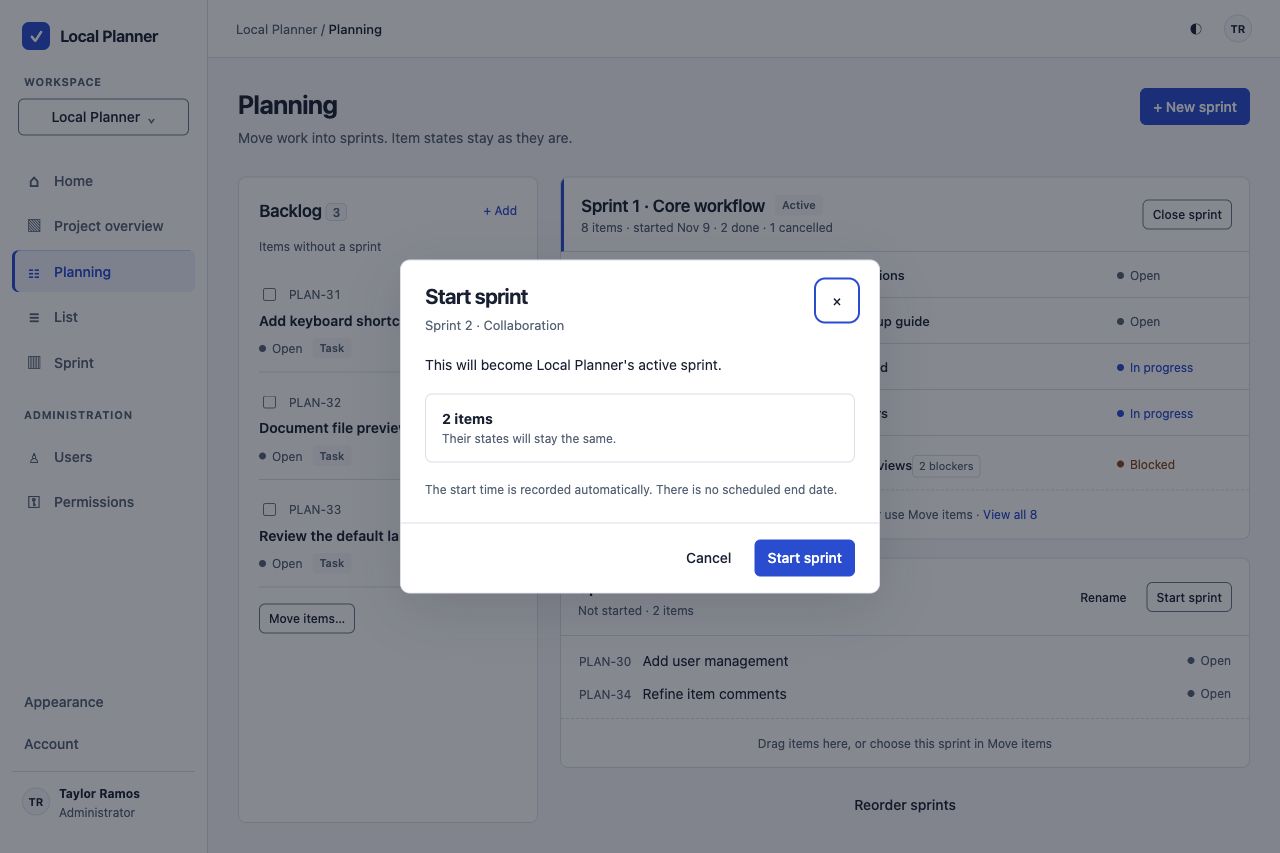 Local Planner
WORKSPACE
Local Planner
Home
Project overview
Planning
List
Sprint
ADMINISTRATION
Users
Permissions
Appearance
Account
TR
Taylor Ramos
Administrator
Local Planner / Planning
TR
Planning
Move work into sprints. Item states stay as they are.
+ New sprint
Backlog 3
+ Add
Items without a sprint
PLAN-31
Add keyboard
Open Task
PLAN-32
Document file
Open Task
PLAN-33
Review the default
Open Task
Move items...
Sprint 1 · Core workflow Active
8 items · started Nov 9 · 2 done · 1 cancelled
Close sprint
Open
guide Open
In progress
In progress
2 blockers Blocked
use Move items · View all 8
Start sprint
Sprint 2 · Collaboration
×
This will become Local Planner's active sprint.
2 items
Their states will stay the same.
The start time is recorded automatically. There is no scheduled end date.
Cancel
Start sprint
Not started · 2 items
Rename
Start sprint
PLAN-30 Add user management Open
PLAN-34 Refine item comments Open
Drag items here, or choose this sprint in Move items
Reorder sprints